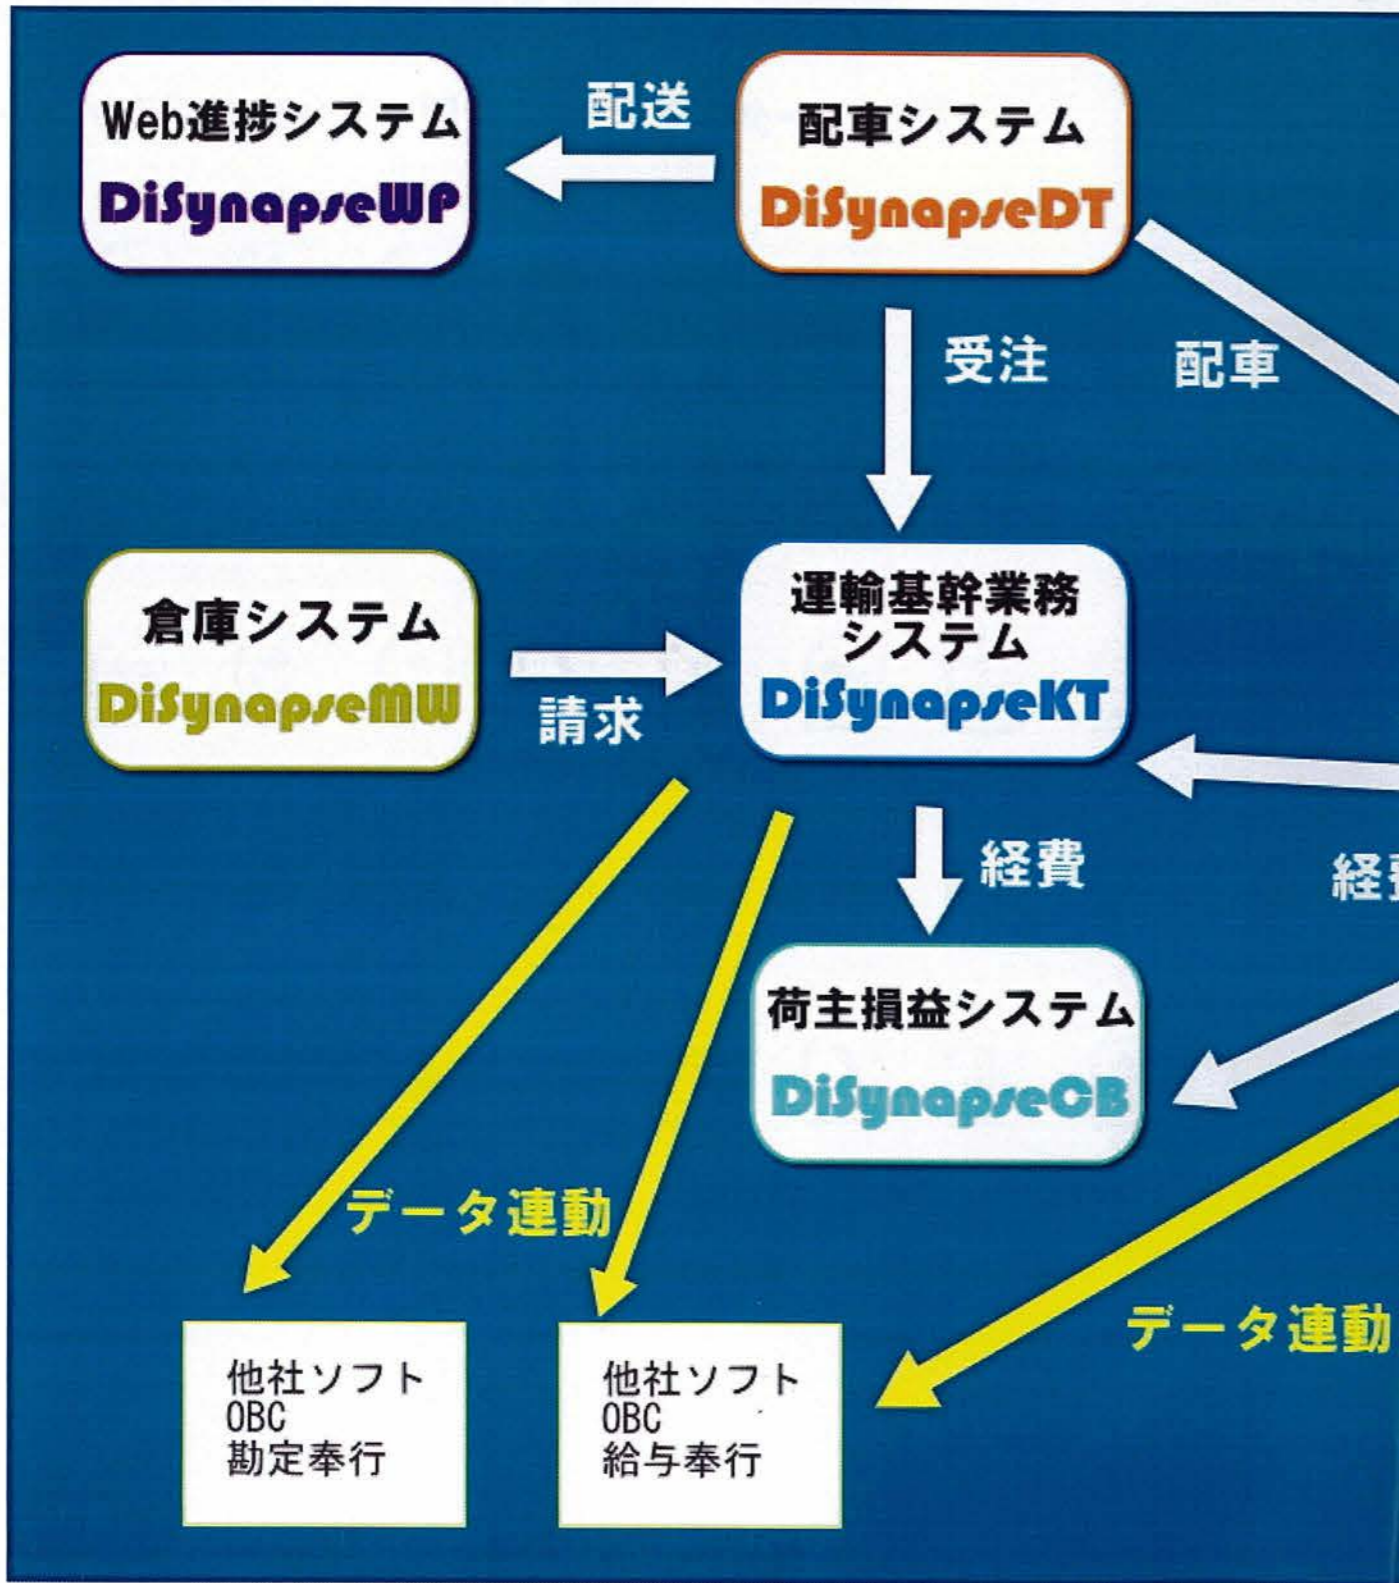 Web進捗システム
DiSynapseWP
配送
配車システム
DiSynapseDT
受注
配車
倉庫システム
DiSynapseMW
請求
運輸基幹業務
システム
DiSynapseKT
経費
経費
荷主損益システム
DiSynapseCB
データ連動
データ連動
他社ソフト
OBC
勘定奉行
他社ソフト
OBC
給与奉行